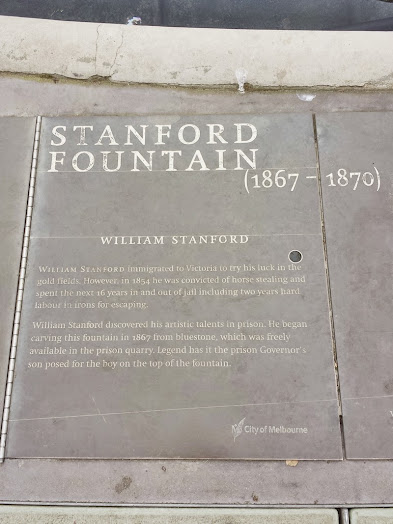 STANFORD
FOUNTAIN
(1867 – 1870)
WILLIAM STANFORD
WILLIAM STANFORD immigrated to Victoria to try his luck in the
gold fields. However, in 1854 he was convicted of horse stealing and
spent the next 16 years in and out of jail including two years hard
labour in irons for escaping.
William Stanford discovered his artistic talents in prison. He began
carving this fountain in 1867 from bluestone, which was freely
available in the prison quarry. Legend has it the prison Governor's
son posed for the boy on the top of the fountain.
City of Melbourne